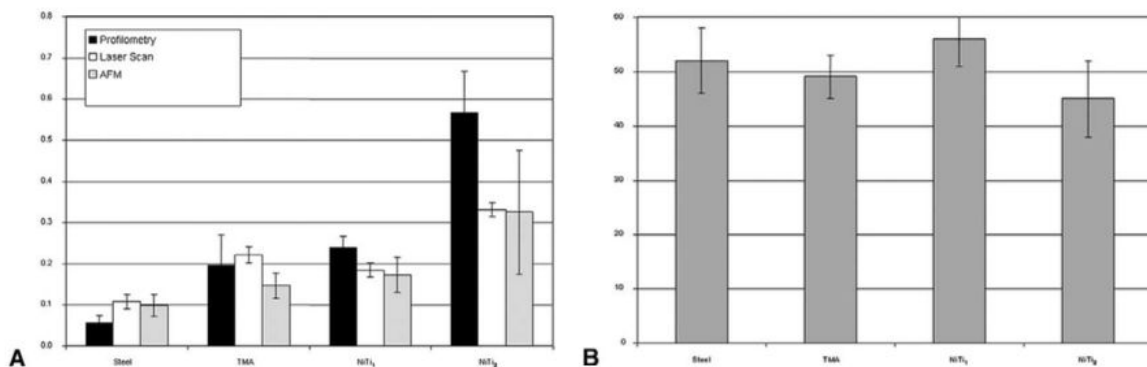 0.8
0.7
0.6
0.5
0.4
0.3
0.2
0.1
0.0
Profilometry
Laser Scan
AFM
Steel TMA NiTi₁ NiTi₂
A
60
50
40
30
20
10
00
Steel TMA NiTi₁ NiTi₂
B